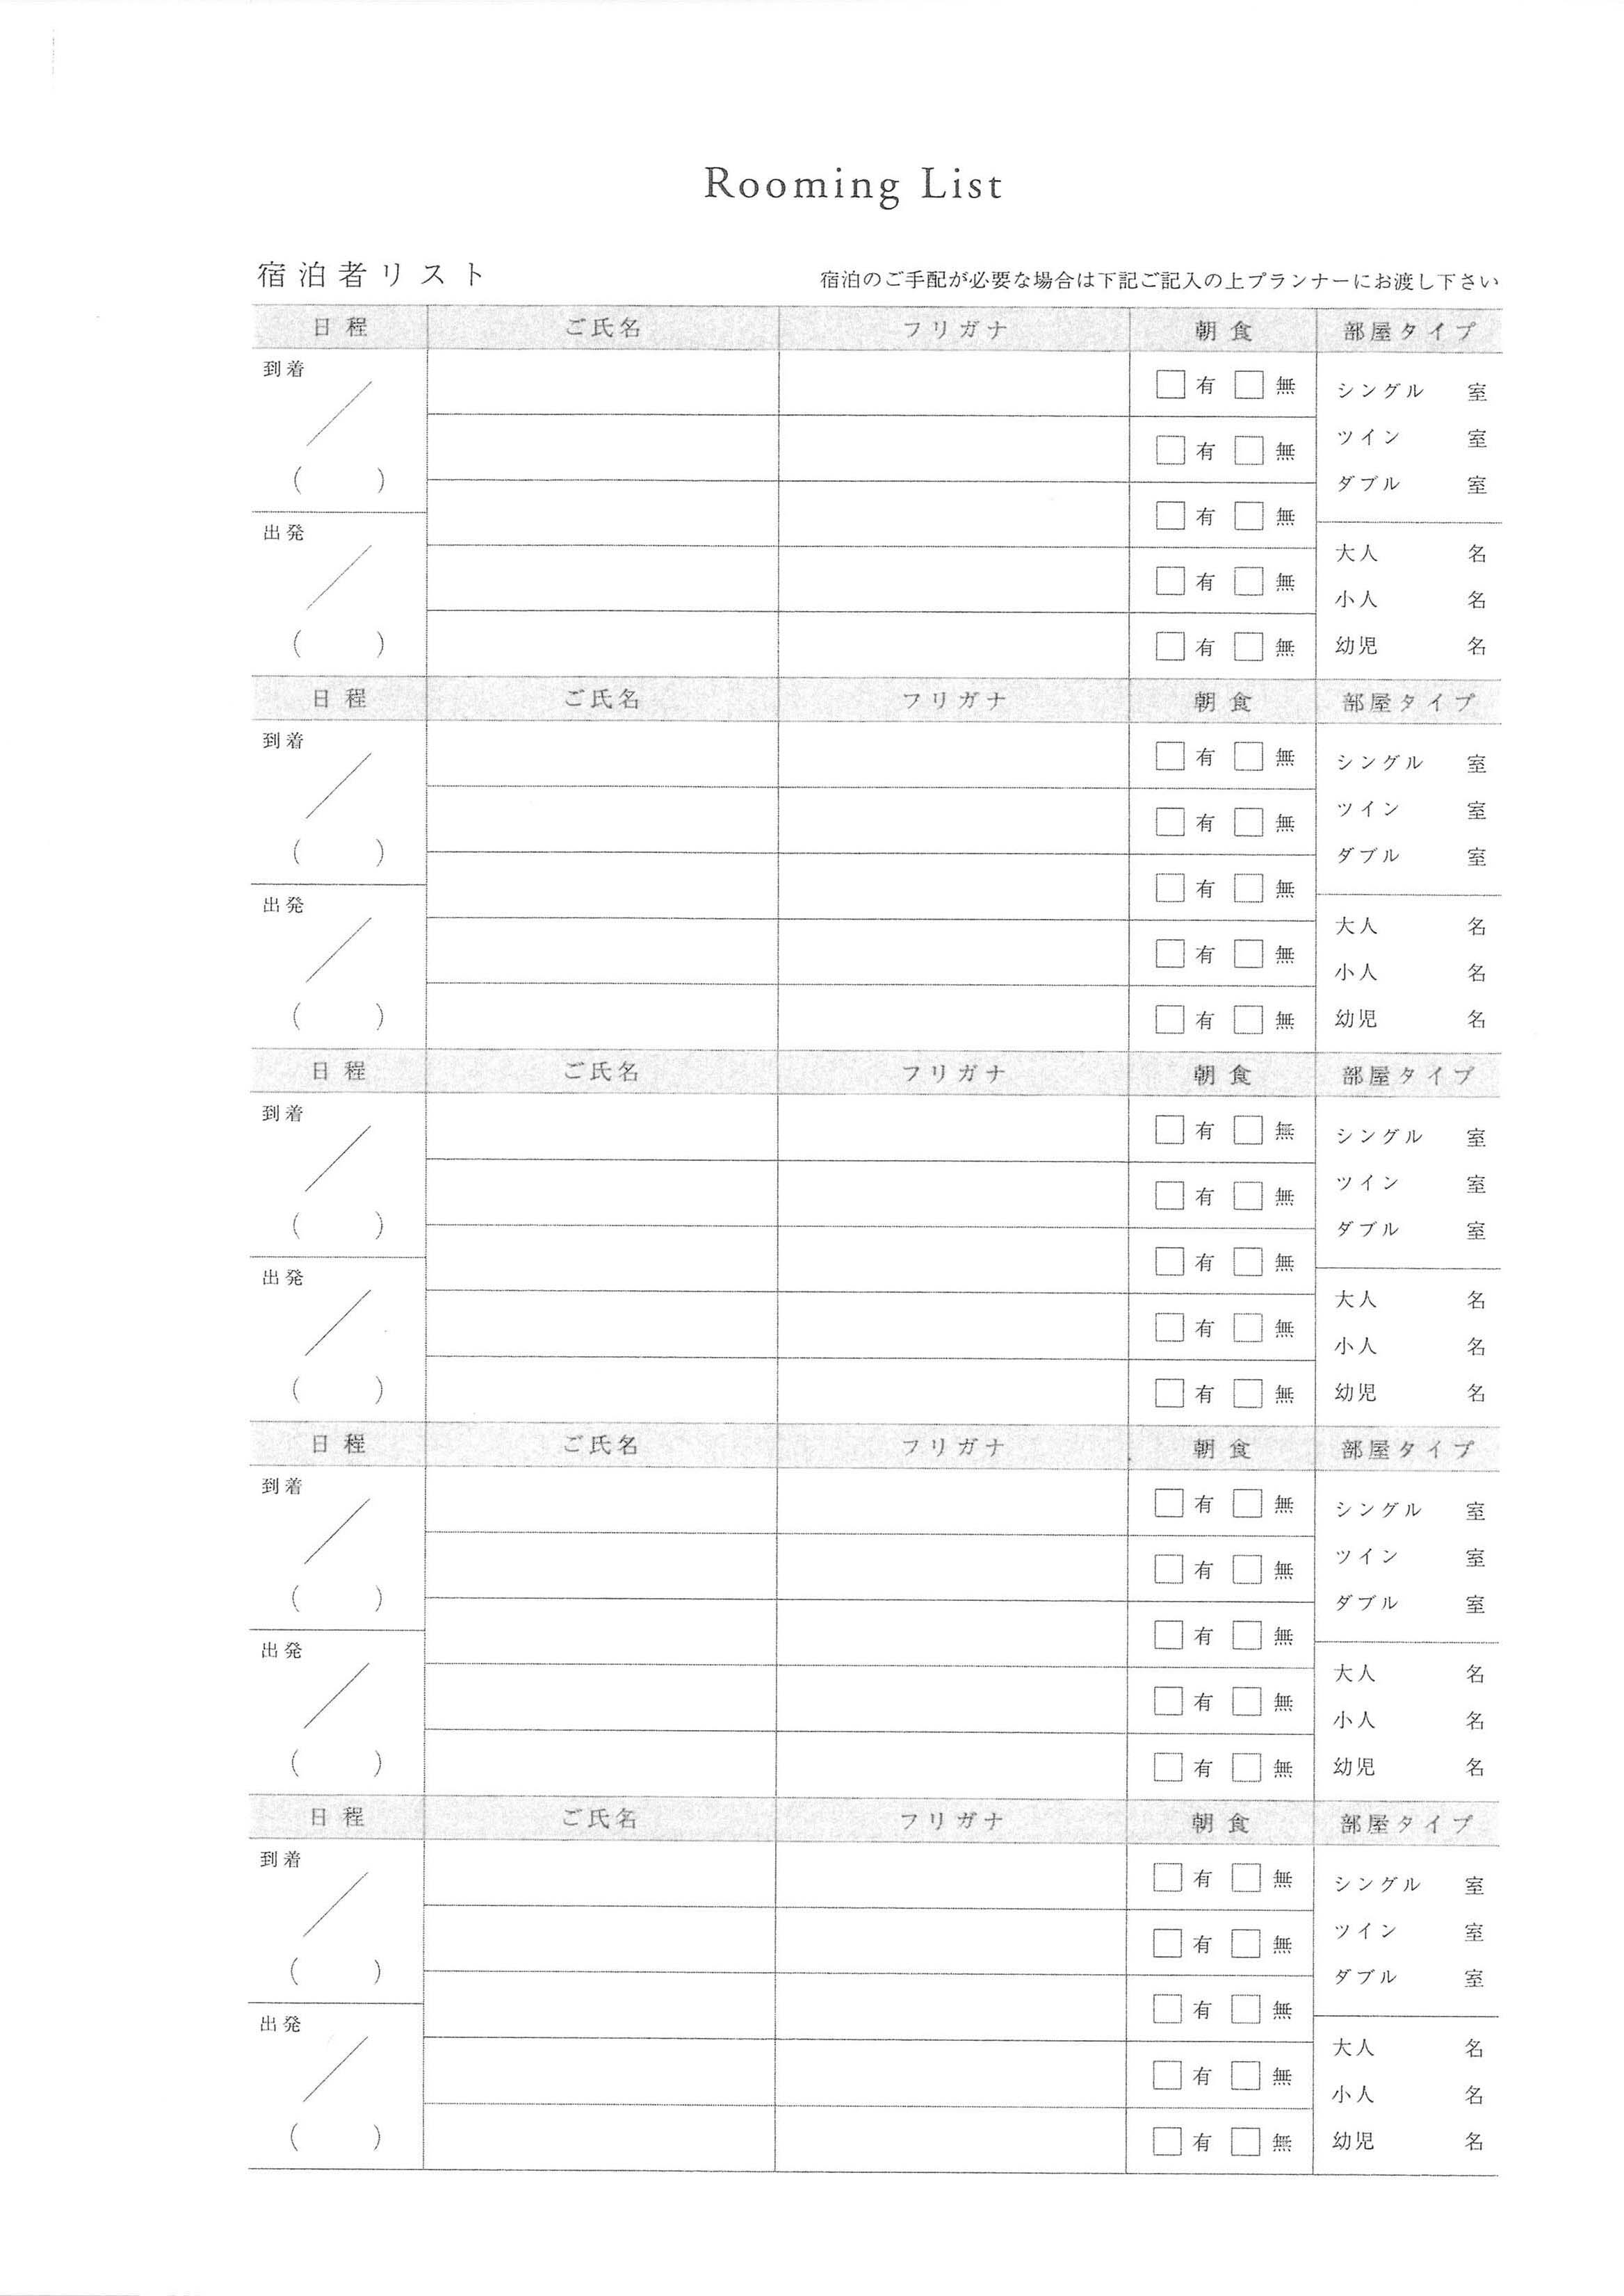 Rooming List
宿泊者リスト 宿泊のご手配が必要な場合は下記ご記入の上プランナーにお渡し下さい
日程 ご氏名 フリガナ 朝食 部屋タイプ
到着
/
( )
出発
/
( )
□有 □無
□有 □無
□有 □無
□有 □無
□有 □無
シングル 室
ツイン 室
ダブル 室
大人 名
小人 名
幼児 名
日程 ご氏名 フリガナ 朝食 部屋タイプ
到着
/
( )
出発
/
( )
□有 □無
□有 □無
□有 □無
□有 □無
□有 □無
シングル 室
ツイン 室
ダブル 室
大人 名
小人 名
幼児 名
日程 ご氏名 フリガナ 朝食 部屋タイプ
到着
/
( )
出発
/
( )
□有 □無
□有 □無
□有 □無
□有 □無
□有 □無
シングル 室
ツイン 室
ダブル 室
大人 名
小人 名
幼児 名
日程 ご氏名 フリガナ 朝食 部屋タイプ
到着
/
( )
出発
/
( )
□有 □無
□有 □無
□有 □無
□有 □無
□有 □無
シングル 室
ツイン 室
ダブル 室
大人 名
小人 名
幼児 名
日程 ご氏名 フリガナ 朝食 部屋タイプ
到着
/
( )
出発
/
( )
□有 □無
□有 □無
□有 □無
□有 □無
□有 □無
シングル 室
ツイン 室
ダブル 室
大人 名
小人 名
幼児 名